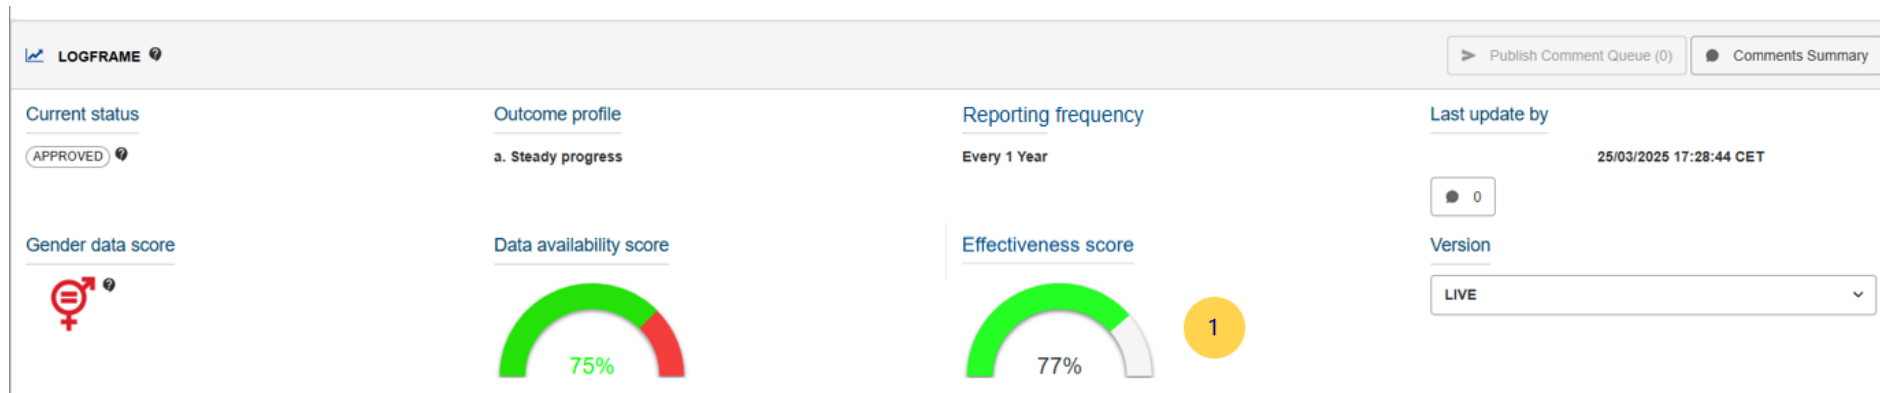 LOGFRAME
Publish Comment Queue (0)
Comments Summary
Current status
Outcome profile
Reporting frequency
Last update by
APPROVED
a. Steady progress
Every 1 Year
25/03/2025 17:28:44 CET
0
Gender data score
Data availability score
Effectiveness score
Version
LIVE
75%
77%
1